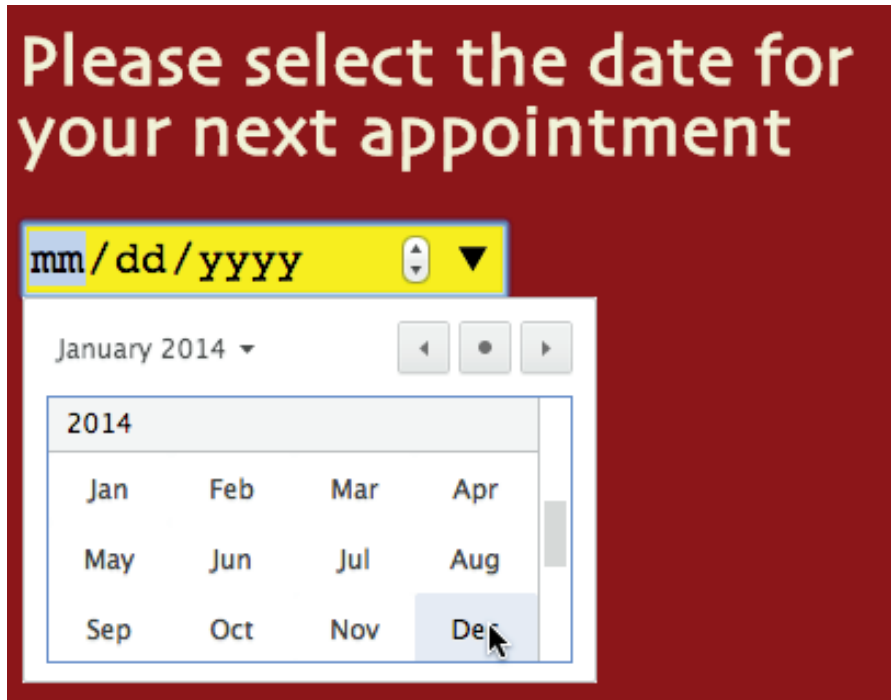 Please select the date for
your next appointment
mm/dd/yyyy
January 2014
2014
Jan Feb Mar Apr
May Jun Jul Aug
Sep Oct Nov Dec